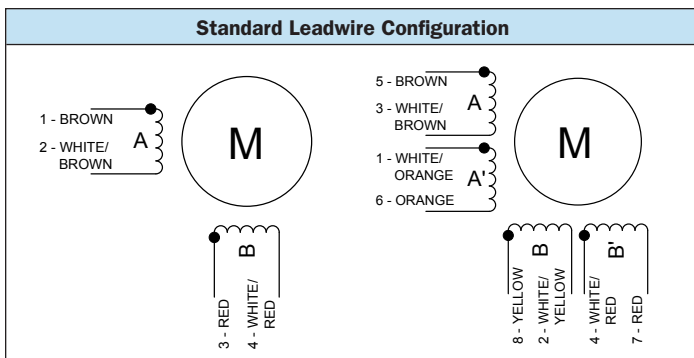 Standard Leadwire Configuration
1 - BROWN
2 - WHITE/
BROWN
A
M
B
3 - RED
4 - WHITE/
RED
5 - BROWN
3 - WHITE/
BROWN
A
1 - WHITE/
ORANGE
6 - ORANGE
A'
M
B
B'
8 - YELLOW
2 - WHITE/
YELLOW
4 - WHITE/
RED
7 - RED